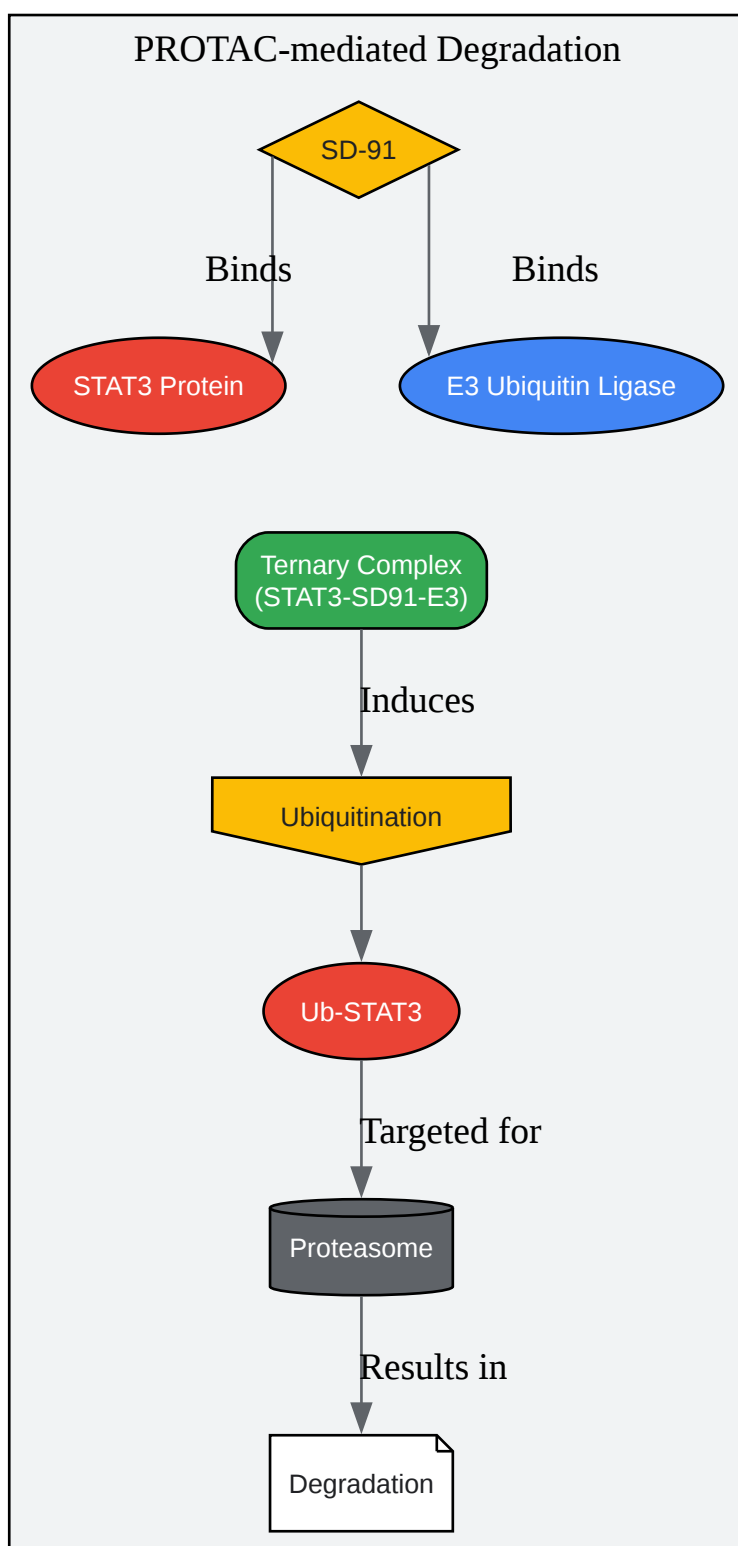 PROTAC-mediated Degradation
SD-91
Binds
Binds
STAT3 Protein
E3 Ubiquitin Ligase
Ternary Complex
(STAT3-SD91-E3)
Induces
Ubiquitination
Ub-STAT3
Targeted for
Proteasome
Results in
Degradation